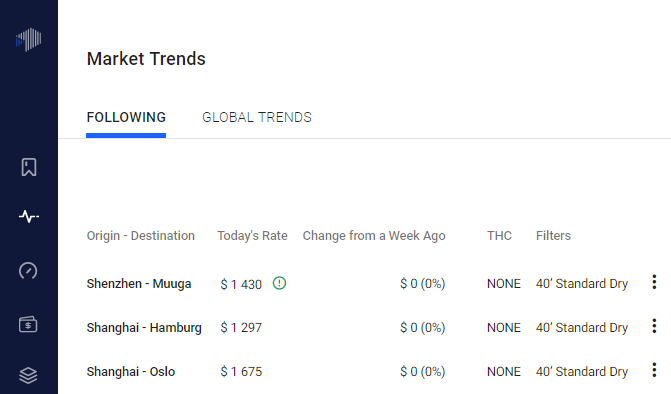 Market Trends
FOLLOWING GLOBAL TRENDS
Origin - Destination Today's Rate Change from a Week Ago THC Filters
Shenzhen - Muuga $ 1 430 $ 0 (0%) NONE 40’ Standard Dry
Shanghai - Hamburg $ 1 297 $ 0 (0%) NONE 40’ Standard Dry
Shanghai - Oslo $ 1 675 $ 0 (0%) NONE 40’ Standard Dry